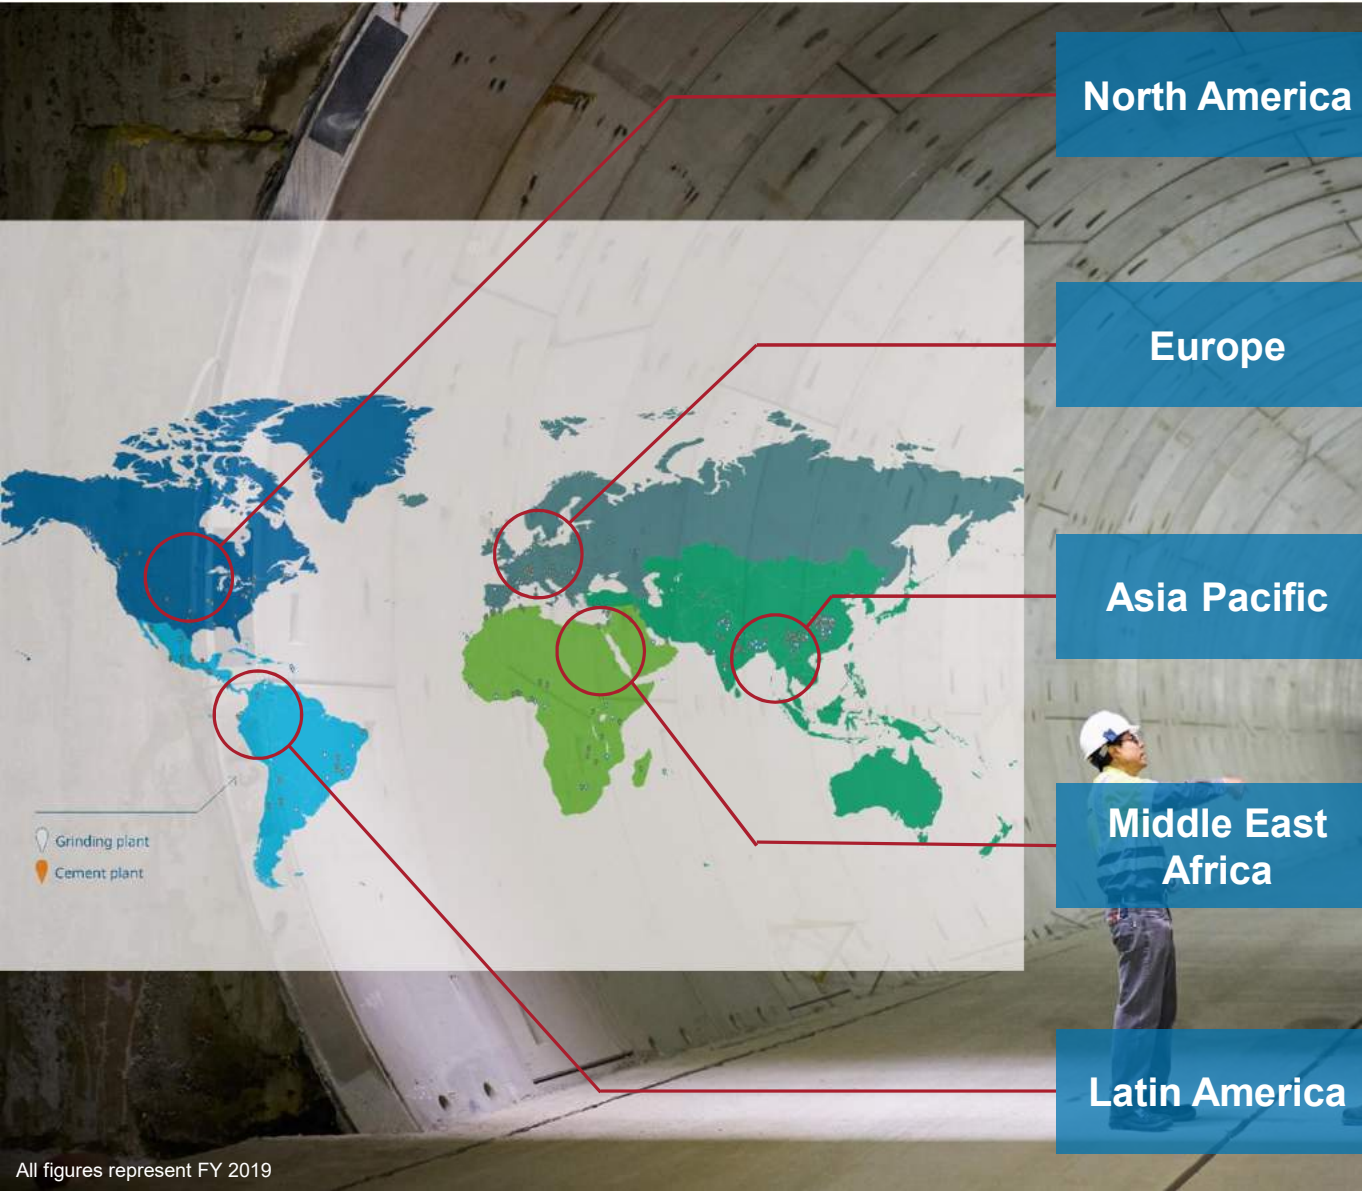 North America
Europe
Asia Pacific
Middle East
Africa
Grinding plant
Cement plant
Latin America
All figures represent FY 2019